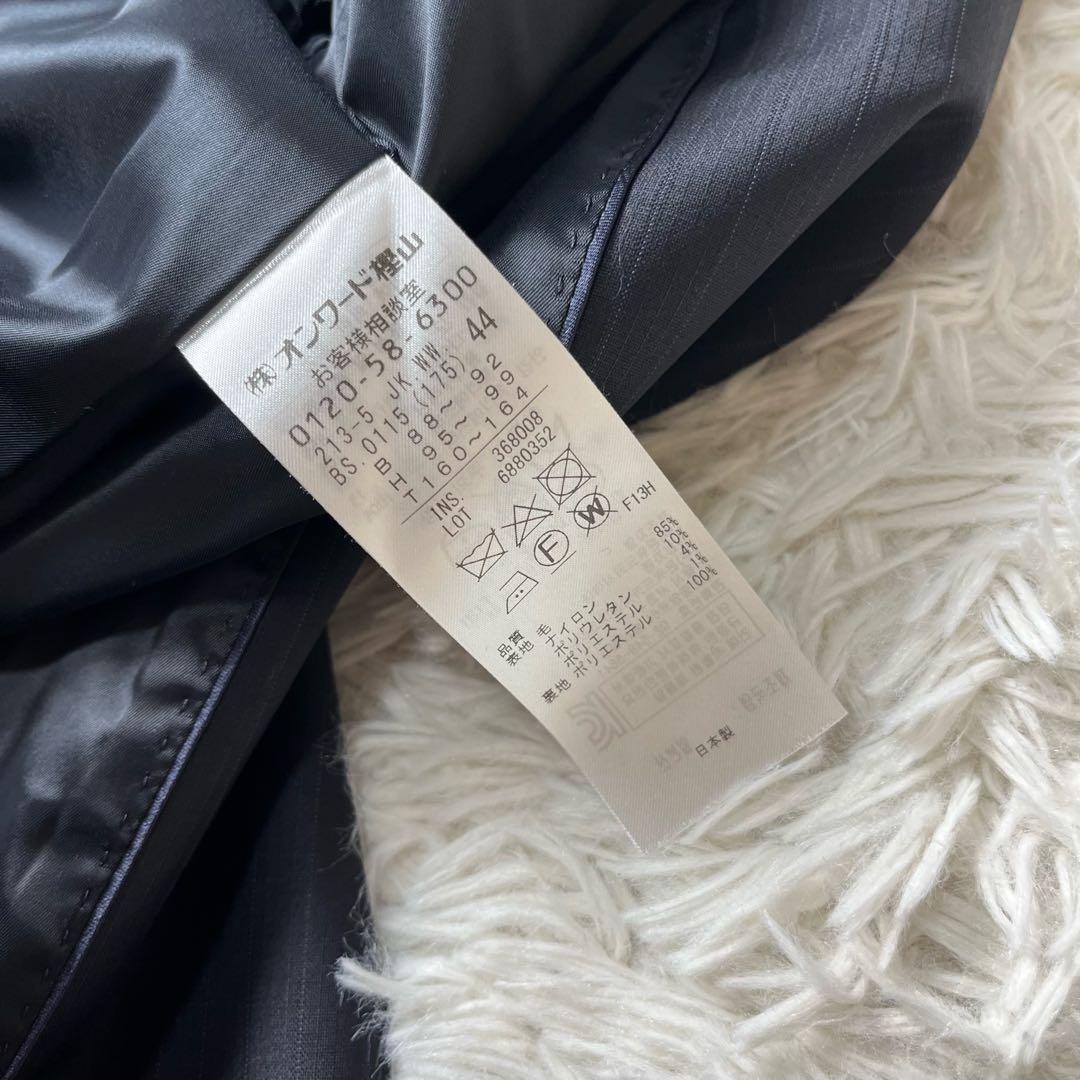 (株)オンワード樫山
お客様相談室
0120-58-6300
213-5 JK WW 44
BS 0115 (175)
B 88~ 92
H 95~ 99
T160~164
INS. 368008
LOT 6880352
F W F13H
品質
表地 毛 85%
ナイロン 10%
ポリウレタン 4%
ポリエステル 1%
裏地 ポリエステル 100%
日本製